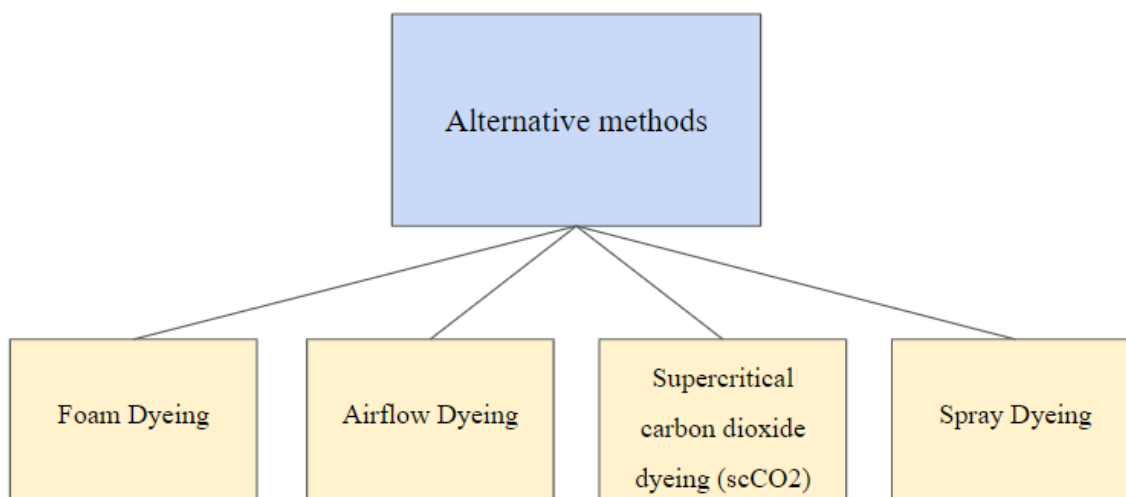 Alternative methods
Foam Dyeing
Airflow Dyeing
Supercritical
carbon dioxide
dyeing (scCO2)
Spray Dyeing